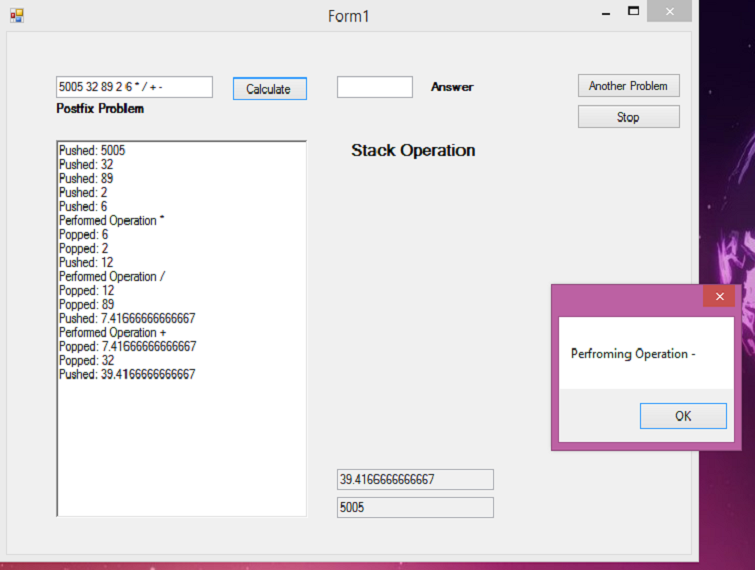 Form1
5005 32 89 2 6 * / + -
Calculate
Answer
Another Problem
Postfix Problem
Stop
Stack Operation
Pushed: 5005
Pushed: 32
Pushed: 89
Pushed: 2
Pushed: 6
Performed Operation *
Popped: 6
Popped: 2
Pushed: 12
Performed Operation /
Popped: 12
Popped: 89
Pushed: 7.41666666666667
Performed Operation +
Popped: 7.41666666666667
Popped: 32
Pushed: 39.4166666666667
Perfroming Operation -
OK
39.4166666666667
5005